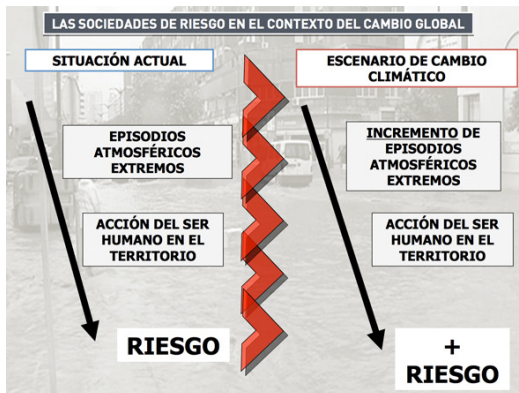 LAS SOCIEDADES DE RIESGO EN EL CONTEXTO DEL CAMBIO GLOBAL
SITUACIÓN ACTUAL
EPISODIOS
ATMOSFÉRICOS
EXTREMOS
ACCIÓN DEL SER
HUMANO EN EL
TERRITORIO
RIESGO
ESCENARIO DE CAMBIO
CLIMÁTICO
INCREMENTO DE
EPISODIOS
ATMOSFÉRICOS
EXTREMOS
ACCIÓN DEL SER
HUMANO EN EL
TERRITORIO
+
RIESGO